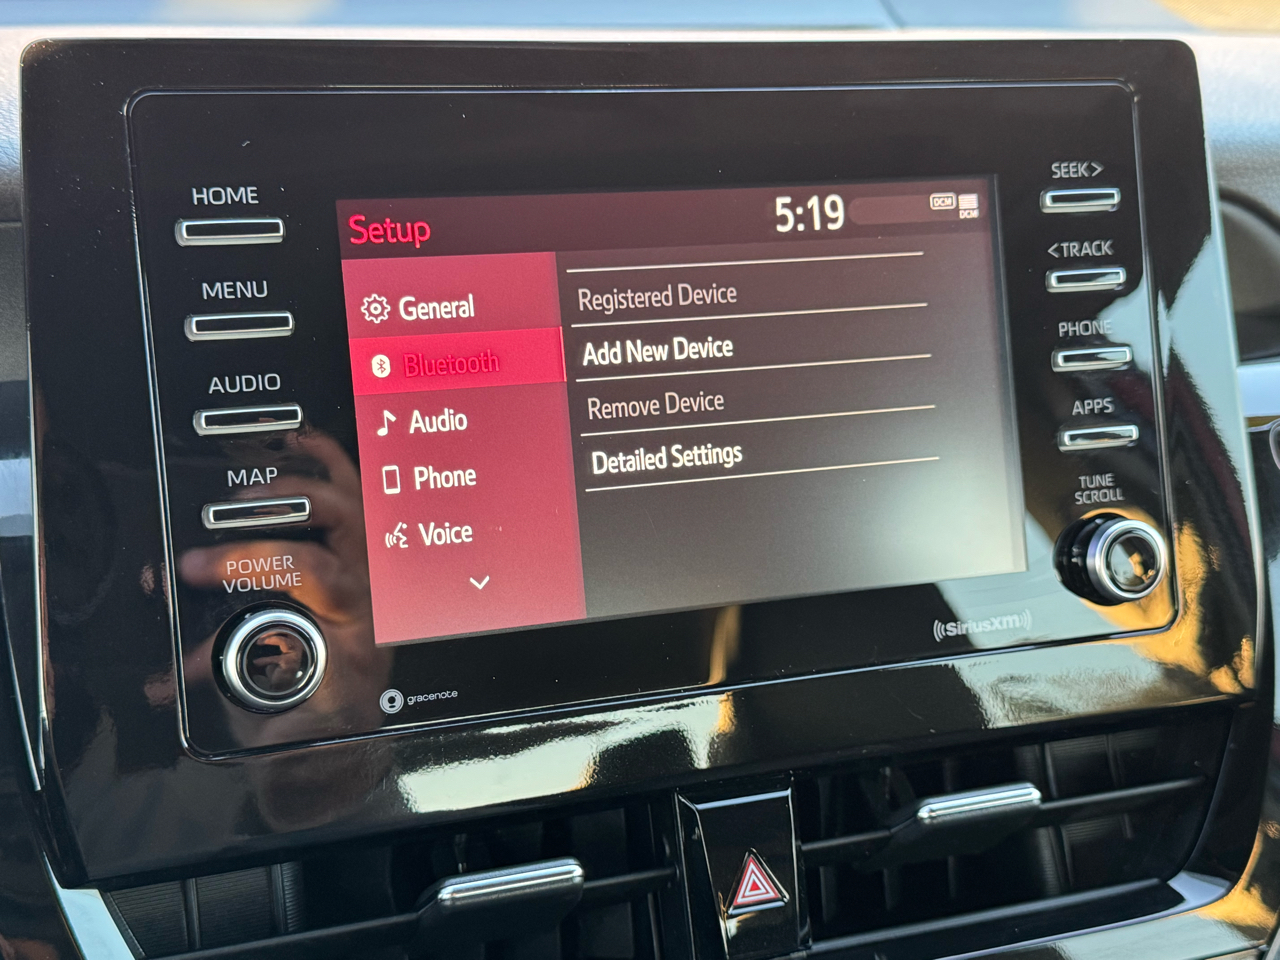 HOME
MENU
AUDIO
MAP
POWER
VOLUME
Setup
5:19
DCM
DCM
General
Bluetooth
Audio
Phone
Voice
Registered Device
Add New Device
Remove Device
Detailed Settings
SEEK>
<TRACK
PHONE
APPS
TUNE
SCROLL
gracenote
SiriusXM